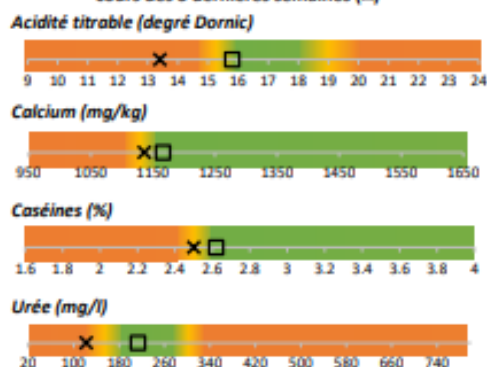 Acidité titrable (degré Dornic)
9 10 11 12 13 14 15 16 17 18 19 20 21 22 23 24
Calcium (mg/kg)
950 1050 1150 1250 1350 1450 1550 1650
Caséines (%)
1.6 1.8 2 2.2 2.4 2.6 2.8 3 3.2 3.4 3.6 3.8 4
Urée (mg/l)
20 100 180 260 340 420 500 580 660 740